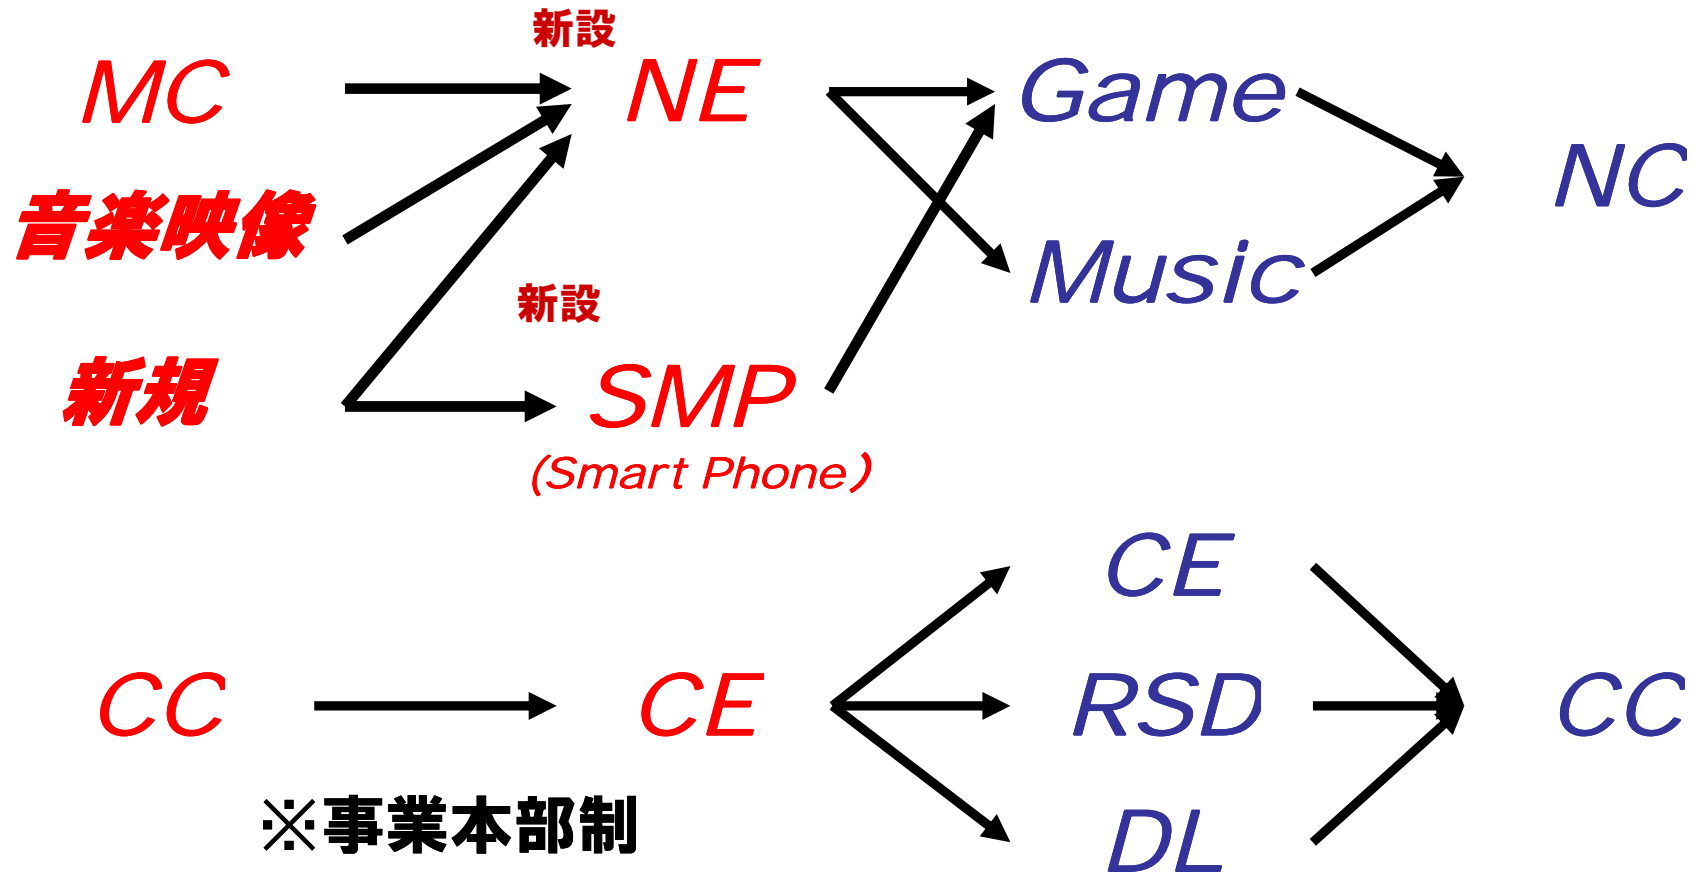 新設
MC
NE
Game
NC
音楽映像
Music
新設
新規
SMP
(Smart Phone)
CE
CC
CE
RSD
CC
※事業本部制
DL